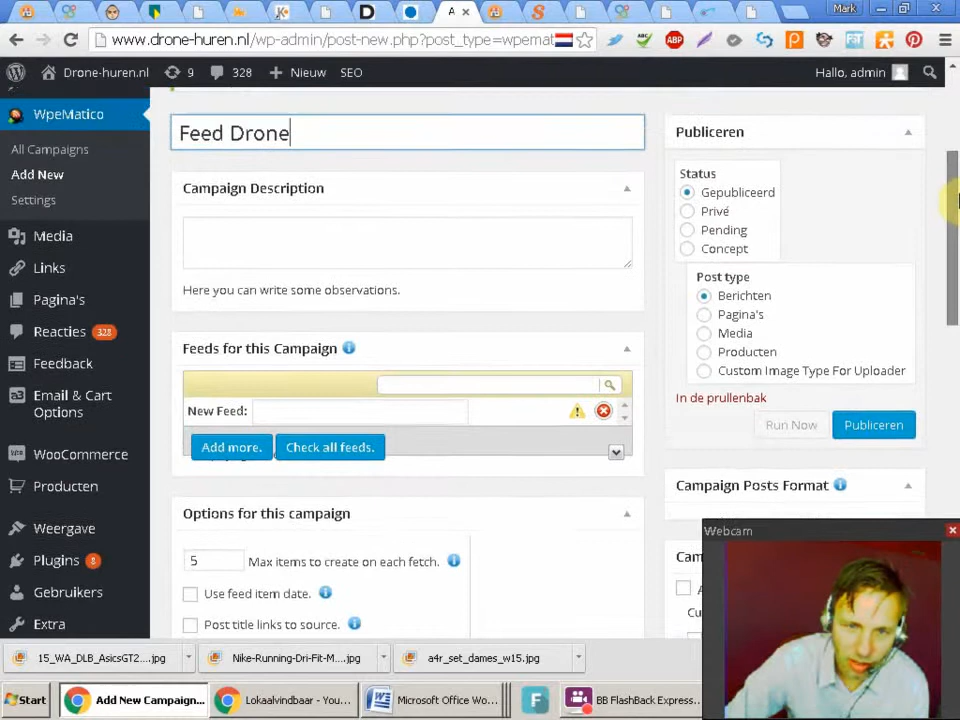 A
Mark
www.drone-huren.nl/wp-admin/post-new.php?post_type=wpemat
Drone-huren.nl
9
328
Nieuw
SEO
Hallo, admin
WpeMatico
All Campaigns
Add New
Settings
Media
Links
Pagina's
Reacties 328
Feedback
Email & Cart
Options
WooCommerce
Producten
Weergave
Plugins 8
Gebruikers
Extra
Feed Drone
Campaign Description
Here you can write some observations.
Feeds for this Campaign
New Feed:
Add more.
Check all feeds.
Options for this campaign
5 Max items to create on each fetch.
Use feed item date.
Post title links to source.
Publiceren
Status
Gepubliceerd
Privé
Pending
Concept
Post type
Berichten
Pagina's
Media
Producten
Custom Image Type For Uploader
In de prullenbak
Run Now
Publiceren
Campaign Posts Format
Cam
Cu
Webcam
15_WA_DLB_AsicsGT2....jpg
Nike-Running-Dri-Fit-M....jpg
a4r_set_dames_w15.jpg
Start
Add New Campaign...
Lokaalvindbaar - You...
Microsoft Office Wo...
F
BB FlashBack Express...